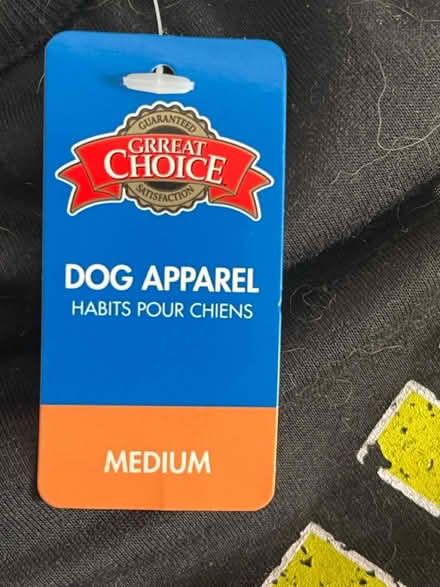 GUARANTEED
GRREAT
CHOICE
SATISFACTION
DOG APPAREL
HABITS POUR CHIENS
MEDIUM